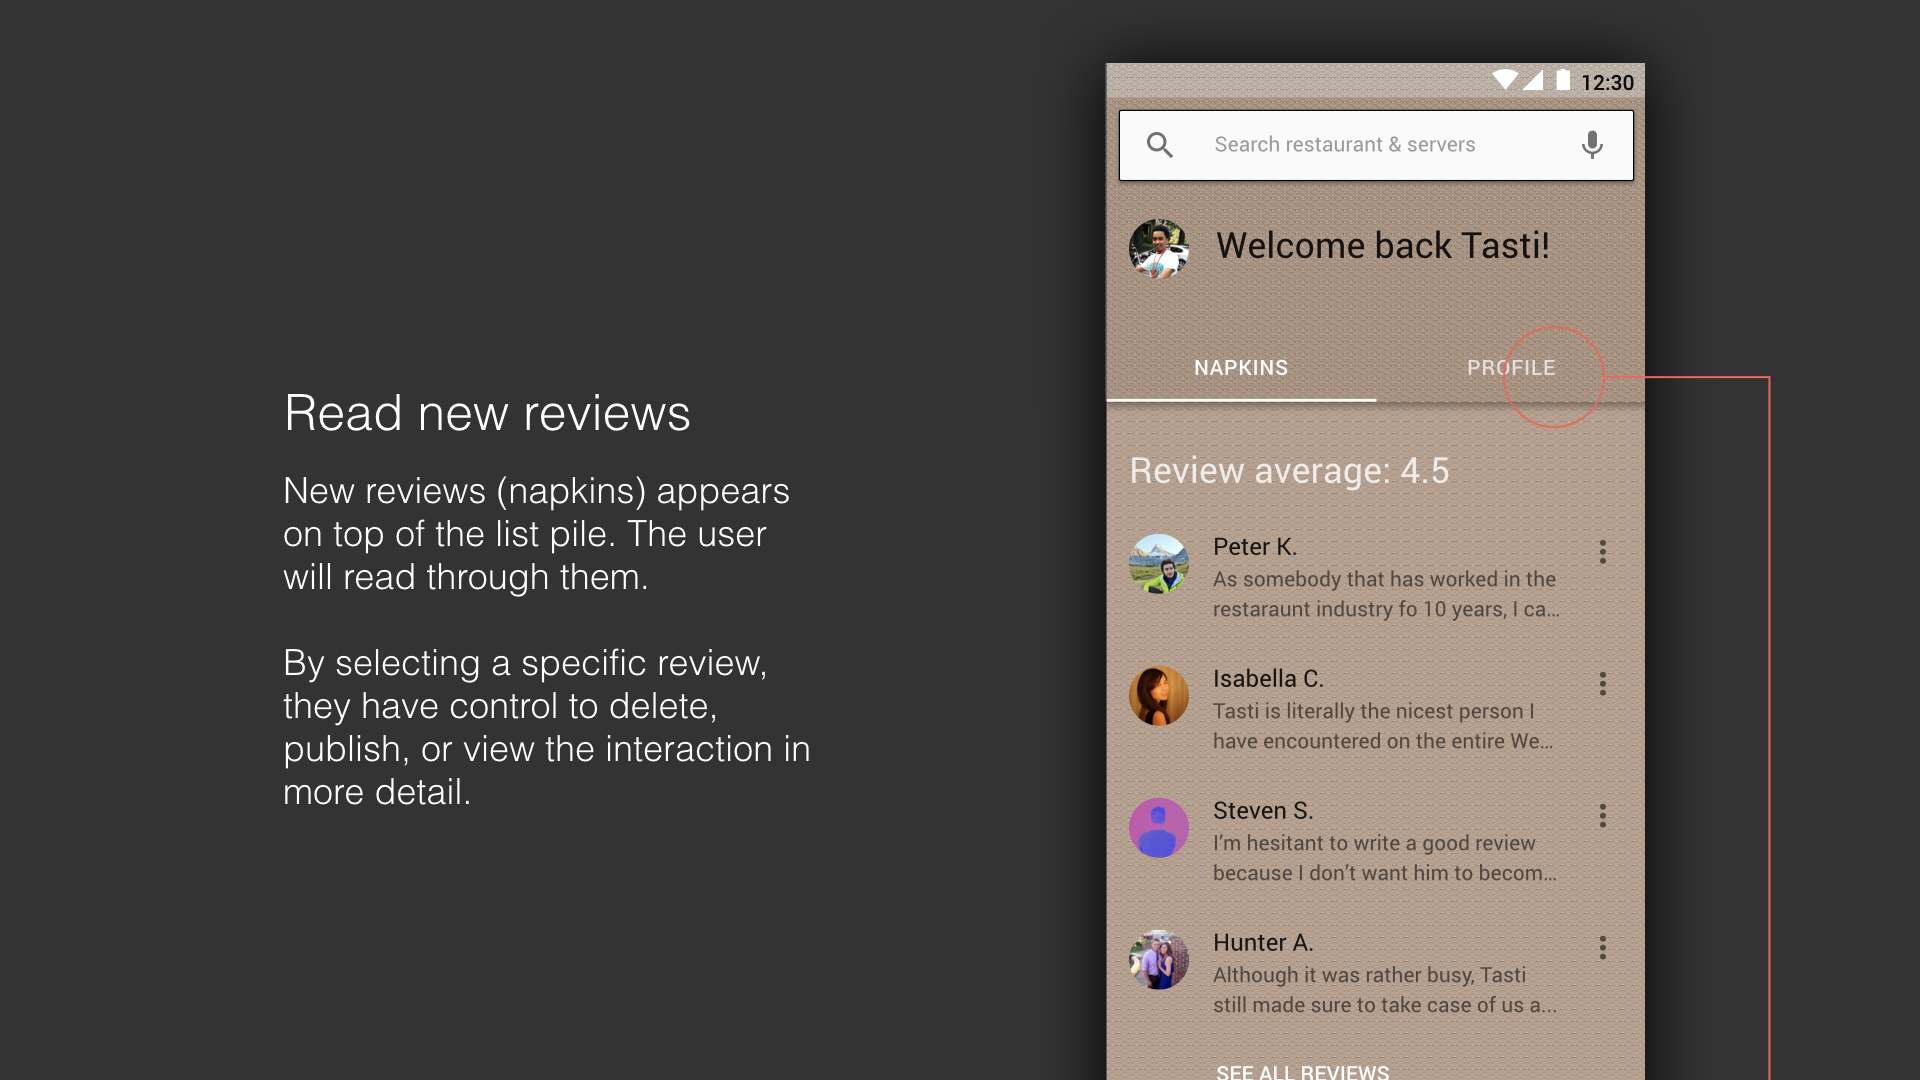 Read new reviews
New reviews (napkins) appears
on top of the list pile. The user
will read through them.
By selecting a specific review,
they have control to delete,
publish, or view the interaction in
more detail.
12:30
Search restaurant & servers
Welcome back Tasti!
NAPKINS
PROFILE
Review average: 4.5
Peter K.
As somebody that has worked in the
restaraunt industry fo 10 years, I ca...
Isabella C.
Tasti is literally the nicest person I
have encountered on the entire We...
Steven S.
I’m hesitant to write a good review
because I don’t want him to becom...
Hunter A.
Although it was rather busy, Tasti
still made sure to take case of us a...
SEE ALL REVIEWS